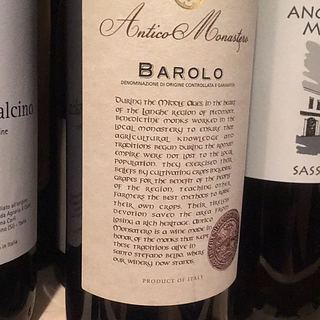 Antico Monastero
BAROLO
DENOMINAZIONE DI ORIGINE CONTROLLATA E GARANTITA
During the Middle Ages in the heart
of the Langhe region of Piedmont,
Benedictine monks worked in the
local monastery to ensure that
agricultural knowledge and
traditions begun during the Roman
Empire were not lost to the local
population. They exercised their
beliefs by cultivating crops including
grapes for the benefit of the people
of the region, teaching other
farmers the best methods to raise
their own crops. Their tireless
devotion saved the area from
losing a rich heritage. Antico
Monastero is a wine made in
honor of the monks that kept
these traditions alive in
Santo Stefano Belbo, where
our winery now stands.
PRODUCT OF ITALY
alcino
in Italy
ANC
M
SASS